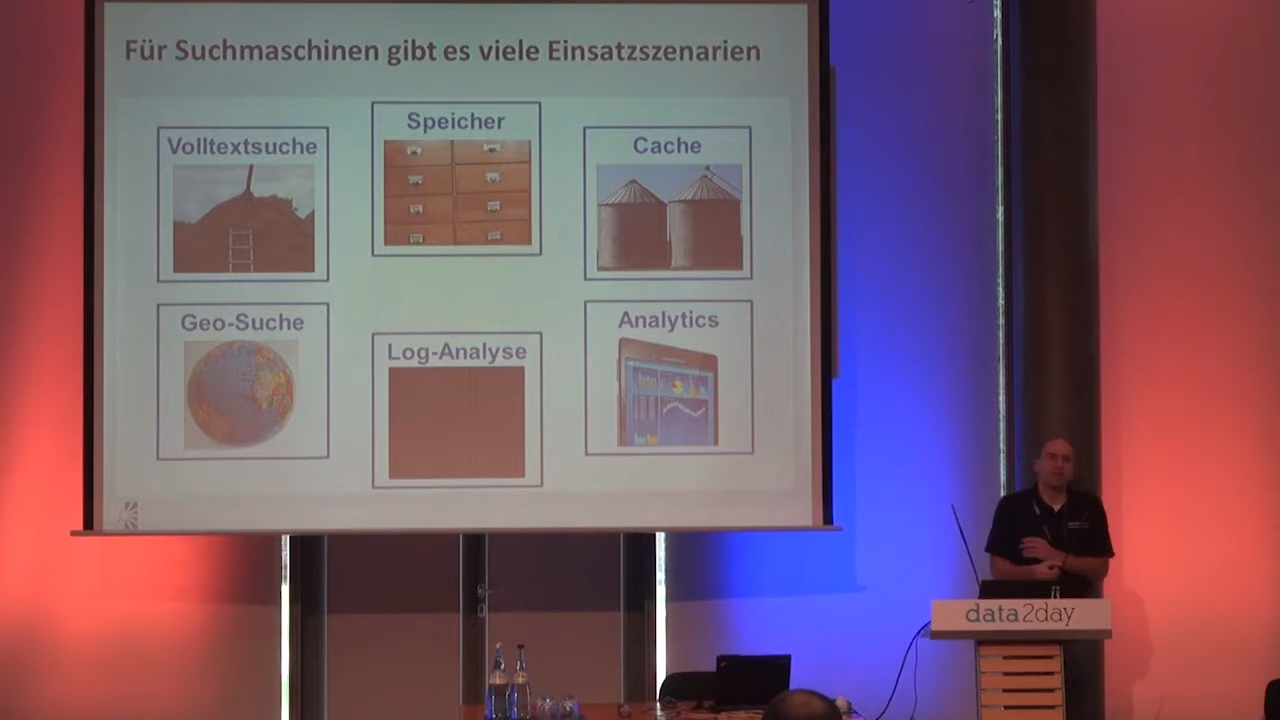 Für Suchmaschinen gibt es viele Einsatzszenarien
Volltextsuche
Speicher
Cache
Geo-Suche
Log-Analyse
Analytics
data2day